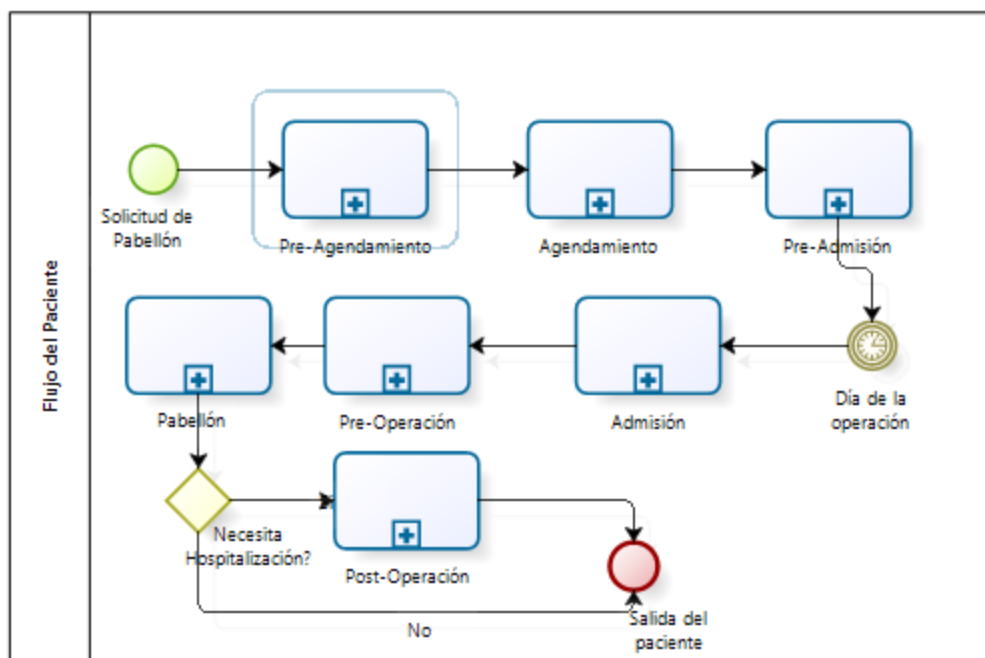 Flujo del Paciente
Solicitud de
Pabellón
Pre-Agendamiento
Agendamiento
Pre-Admisión
Pabellón
Pre-Operación
Admisión
Día de la
operación
Necesita
Hospitalización?
Post-Operación
No
Salida del
paciente